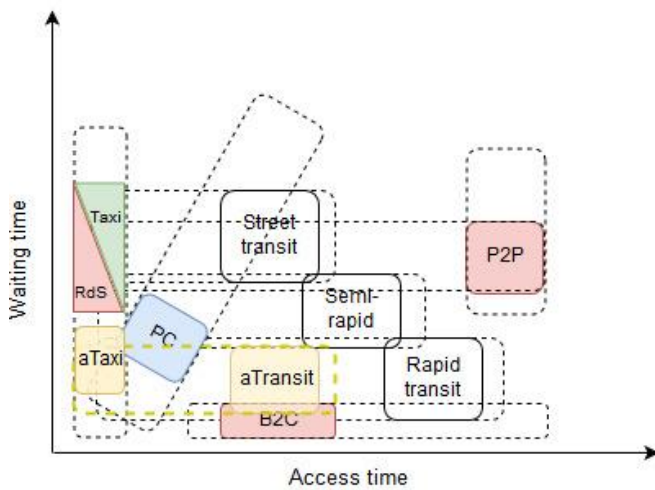 Waiting time
Taxi
RdS
Street
transit
P2P
Semi-
rapid
PC
aTaxi
aTransit
Rapid
transit
B2C
Access time